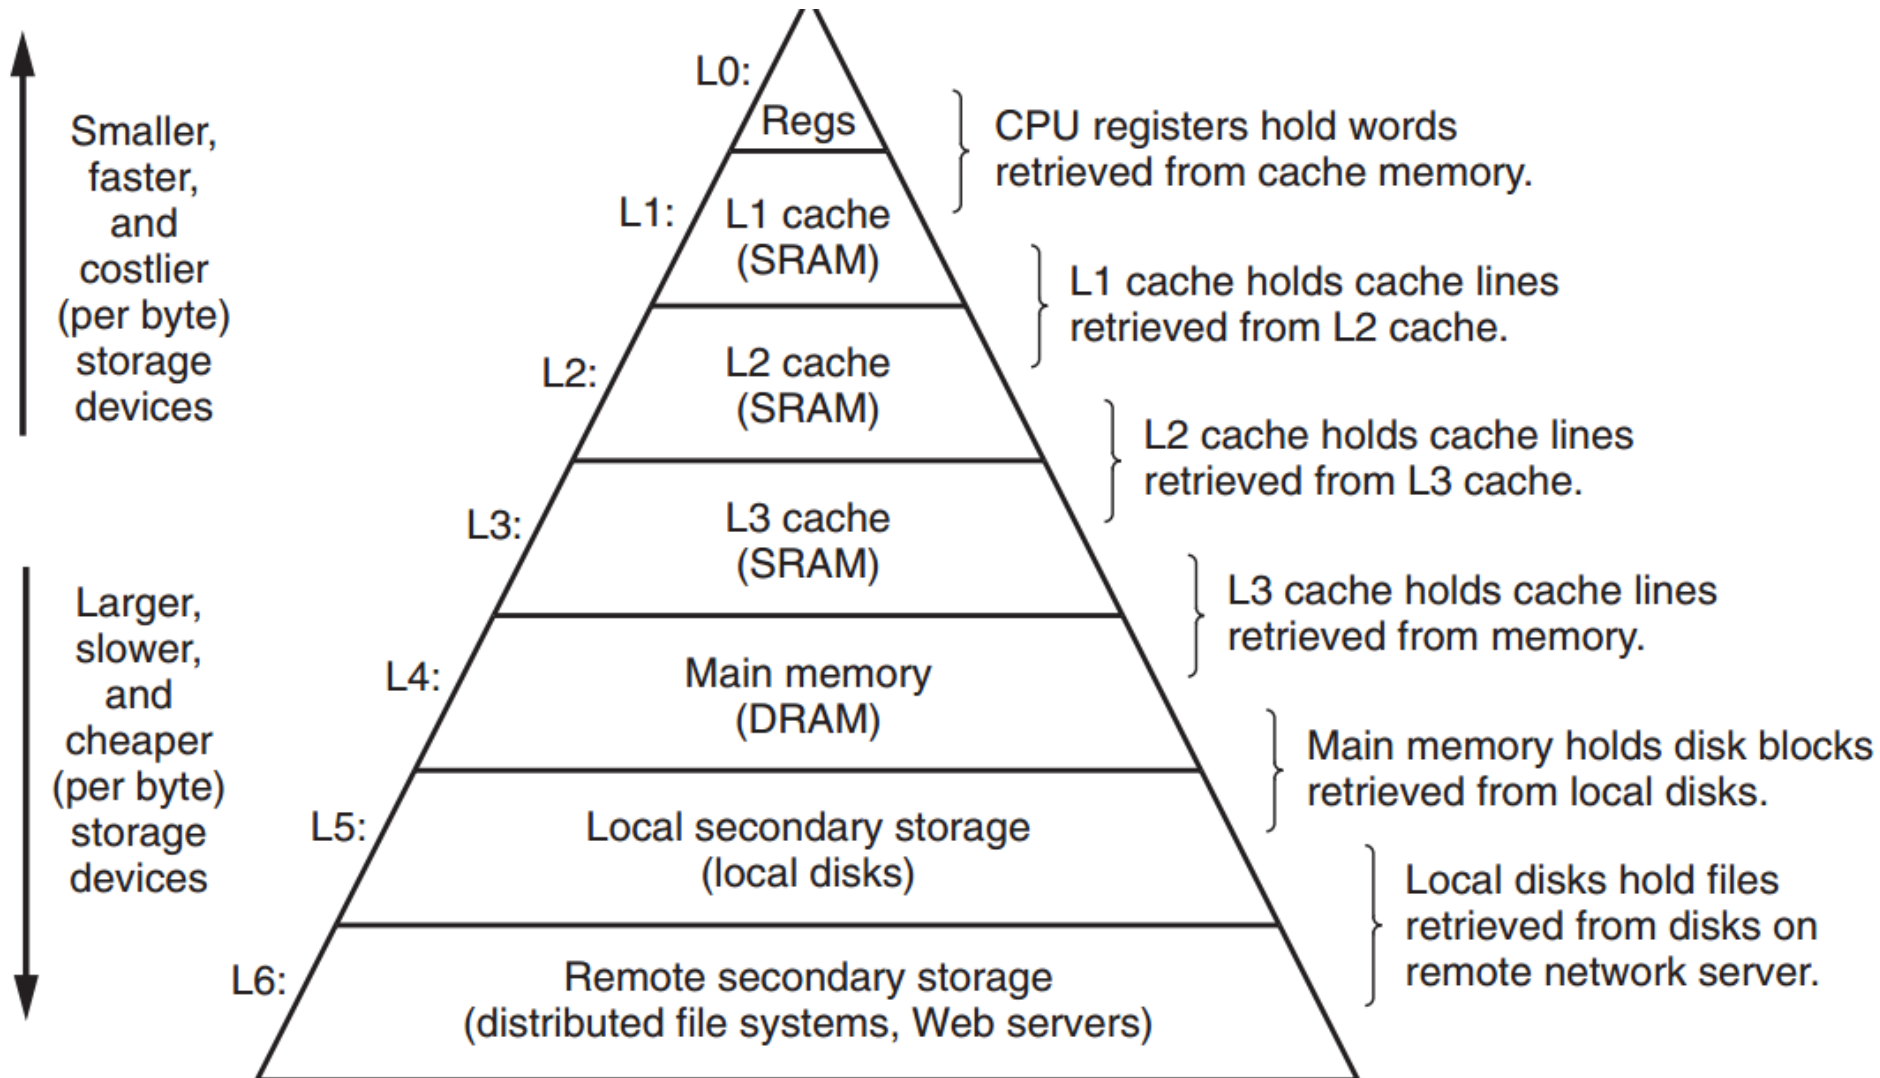 Smaller,
faster,
and
costlier
(per byte)
storage
devices
Larger,
slower,
and
cheaper
(per byte)
storage
devices
L0:
Regs
CPU registers hold words
retrieved from cache memory.
L1:
L1 cache
(SRAM)
L1 cache holds cache lines
retrieved from L2 cache.
L2:
L2 cache
(SRAM)
L2 cache holds cache lines
retrieved from L3 cache.
L3:
L3 cache
(SRAM)
L3 cache holds cache lines
retrieved from memory.
L4:
Main memory
(DRAM)
Main memory holds disk blocks
retrieved from local disks.
L5:
Local secondary storage
(local disks)
Local disks hold files
retrieved from disks on
remote network server.
L6:
Remote secondary storage
(distributed file systems, Web servers)